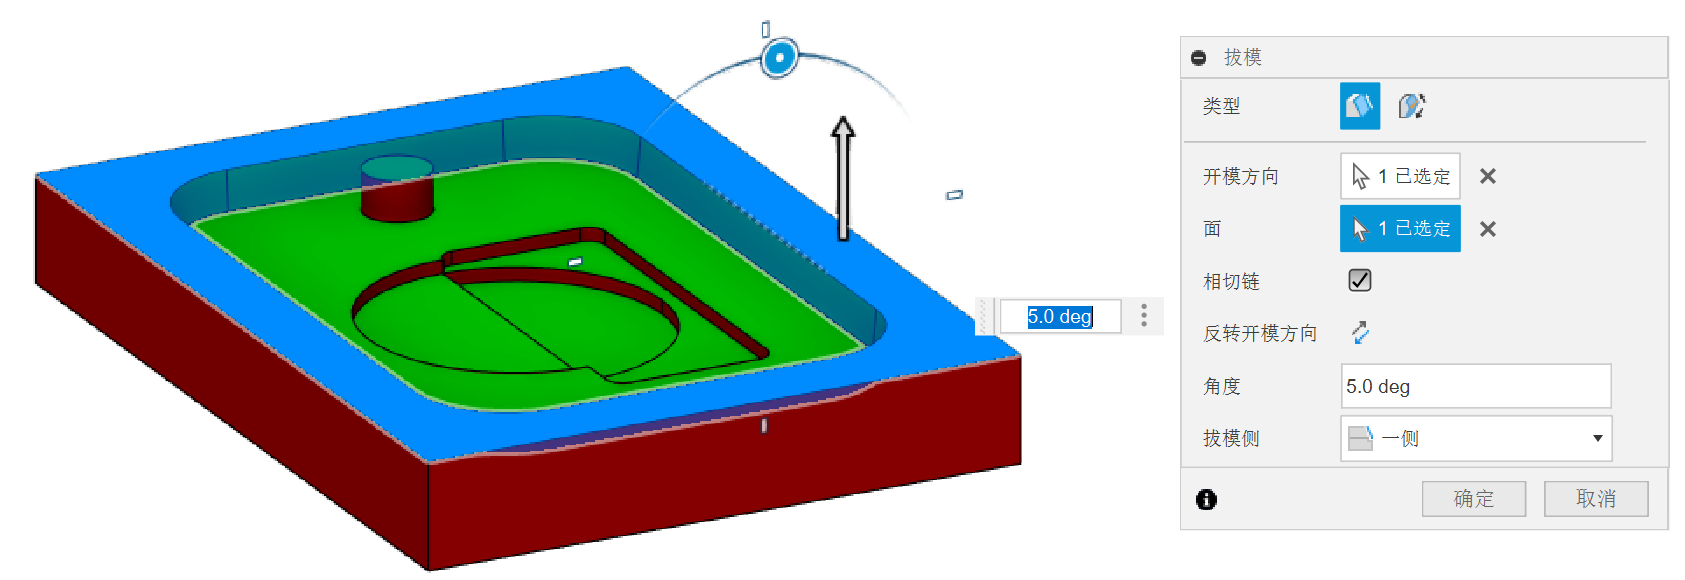 拔模
类型
开模方向 1 已选定
面 1 已选定
相切链
5.0 deg
反转开模方向
角度 5.0 deg
拔模侧 一侧
确定 取消